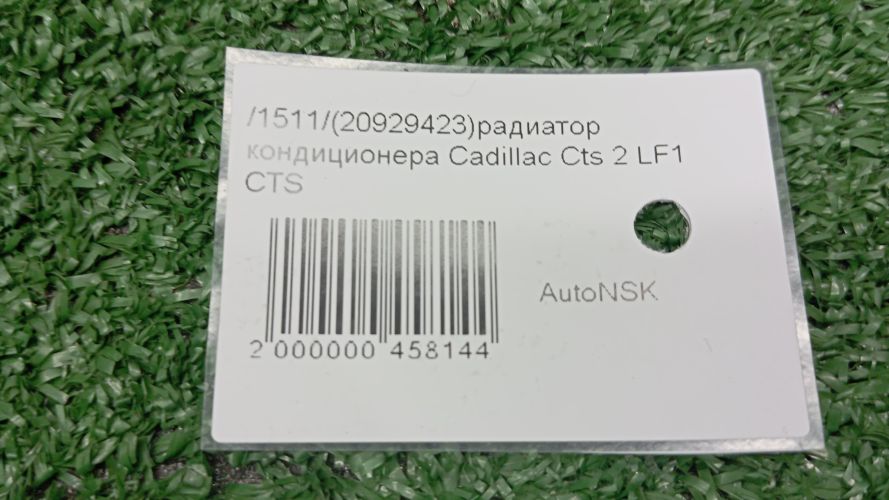 /1511/(20929423)радиатор
кондиционера Cadillac Cts 2 LF1
CTS
AutoNSK
2 000000 458144